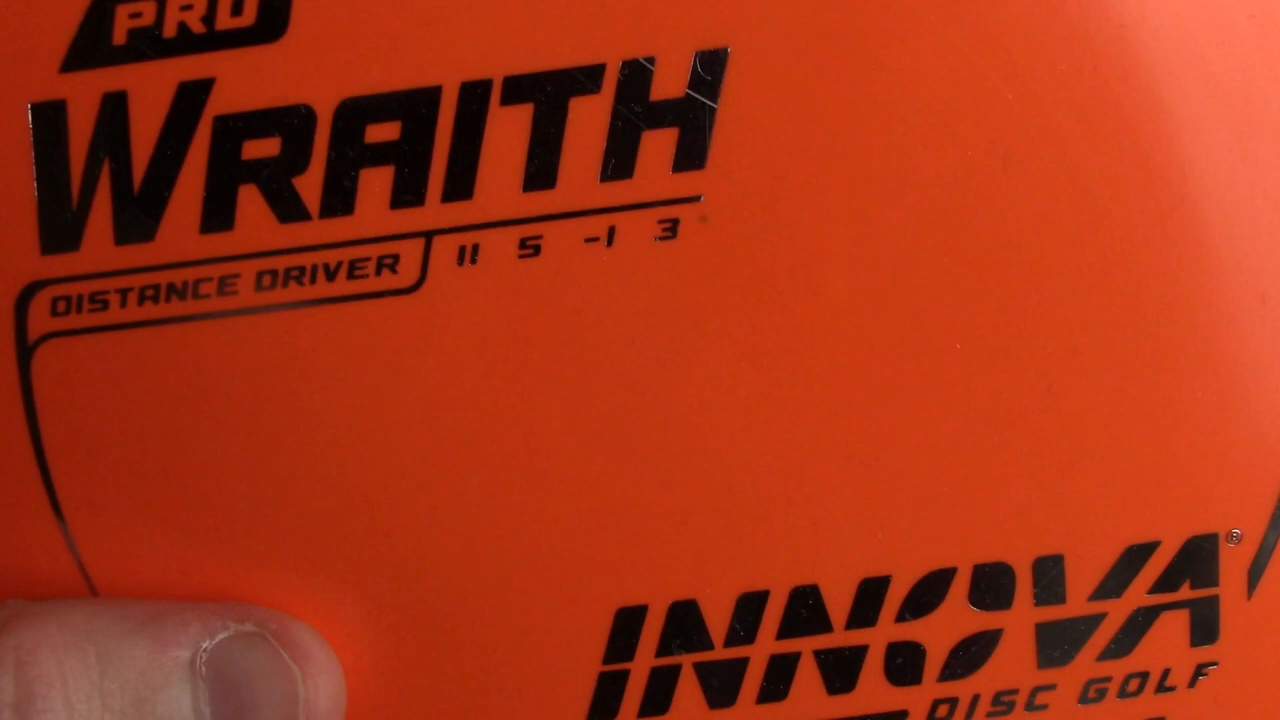 PRO
WRAITH
DISTANCE DRIVER 11 5 -1 3
INNOVA®
DISC GOLF